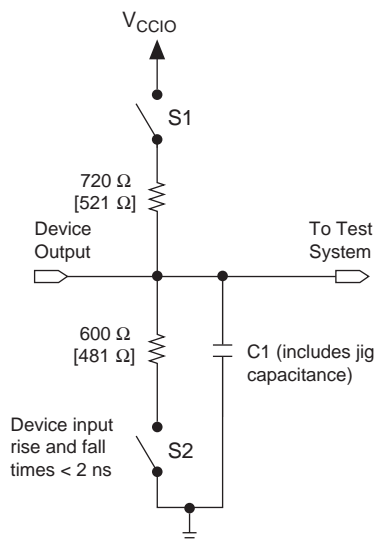 V_CCIO
S1
720 Ω
[521 Ω]
Device
Output
To Test
System
600 Ω
[481 Ω]
C1 (includes jig
capacitance)
Device input
rise and fall
times < 2 ns
S2